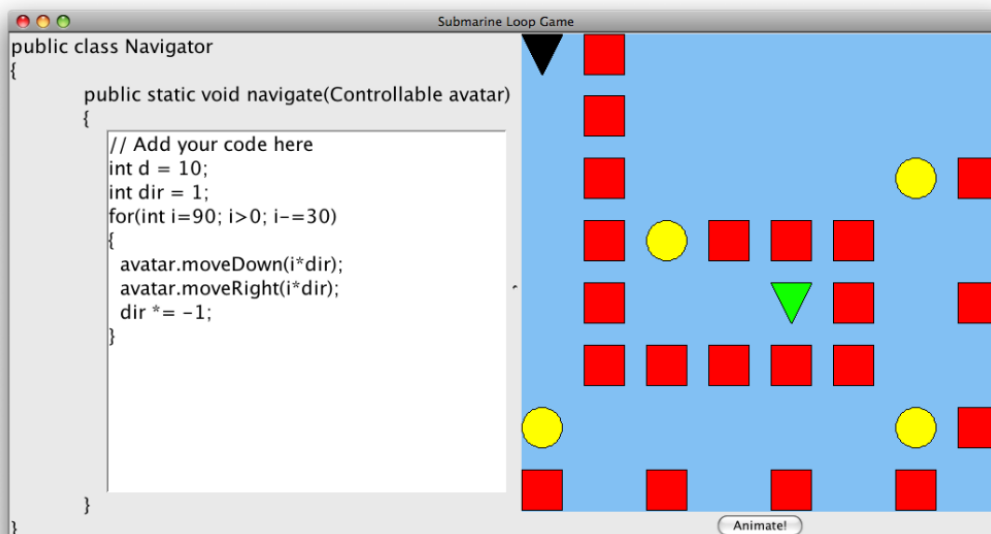 Submarine Loop Game
public class Navigator
{
public static void navigate(Controllable avatar)
{
// Add your code here
int d = 10;
int dir = 1;
for(int i=90; i>0; i-=30)
{
avatar.moveDown(i*dir);
avatar.moveRight(i*dir);
dir *= -1;
}
}
}
Animate!